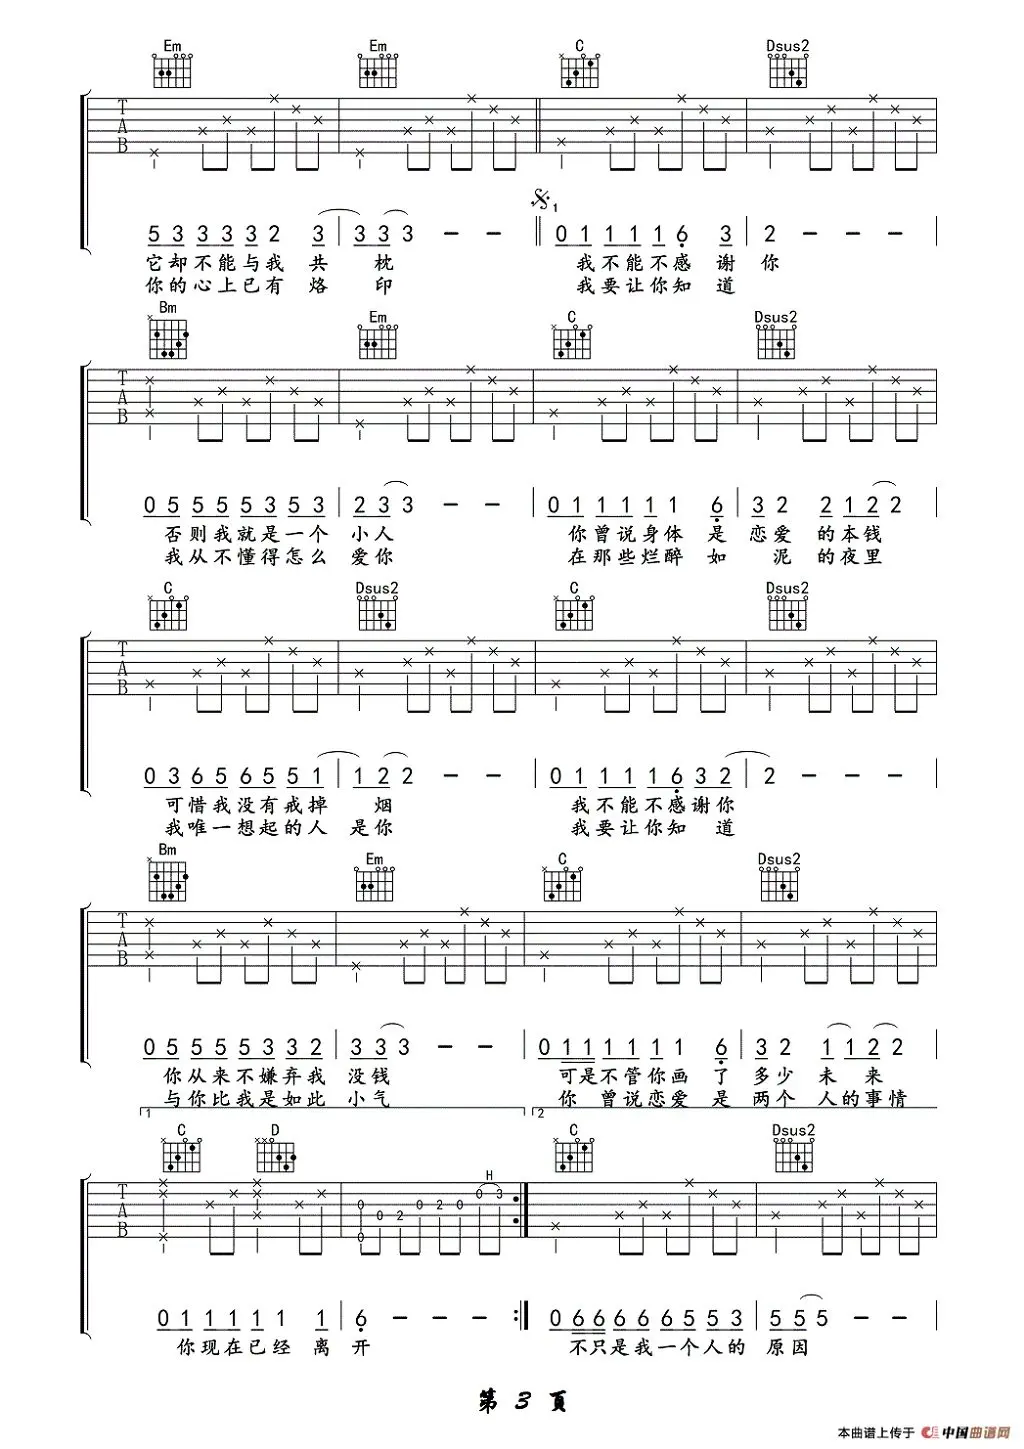 Em Em C Dsus2
T A B
1
5 3 3 3 3 2 3 | 3 3 3 - - || 0 1 1 1 1 6 3 | 2 - - |
它却不能与我 共 枕 我不能不感 谢 你
你的心上已有 烙 印 我要让你知 道
Bm Em C Dsus2
T A B
0 5 5 5 5 3 5 3 | 2 3 3 - - | 0 1 1 1 1 1 1 6 | 3 2 2 1 2 2 |
否则我就是一个 小人 你曾说身体 是 恋爱 的本钱
我从不懂得怎么 爱你 在那些烂醉 如 泥 的夜里
C Dsus2 C Dsus2
T A B
0 3 6 5 6 5 5 1 | 1 2 2 - - | 0 1 1 1 1 6 3 2 | 2 - - - |
可惜我没有戒掉 烟 我不能不感谢你
我唯一想起的人 是你 我要让你知 道
Bm Em C Dsus2
T A B
0 5 5 5 5 3 3 2 | 3 3 3 - - | 0 1 1 1 1 1 1 6 | 3 2 1 1 2 2 |
你从来不嫌弃我 没钱 可是不管你画 了 多少 未来
与你比我是如此 小气 你 曾说恋爱 是 两个 人的事情
1 2
C D C Dsus2
H
T A B 0 0 0 2 0 2 0 0 3
0 1 1 1 1 1 1 | 6 - - - :| 0 6 6 6 6 6 5 5 3 | 5 5 5 - - |
你现在已经 离 开 不只是我一个人的 原因
第 3 頁
本曲谱上传于 中国曲谱网